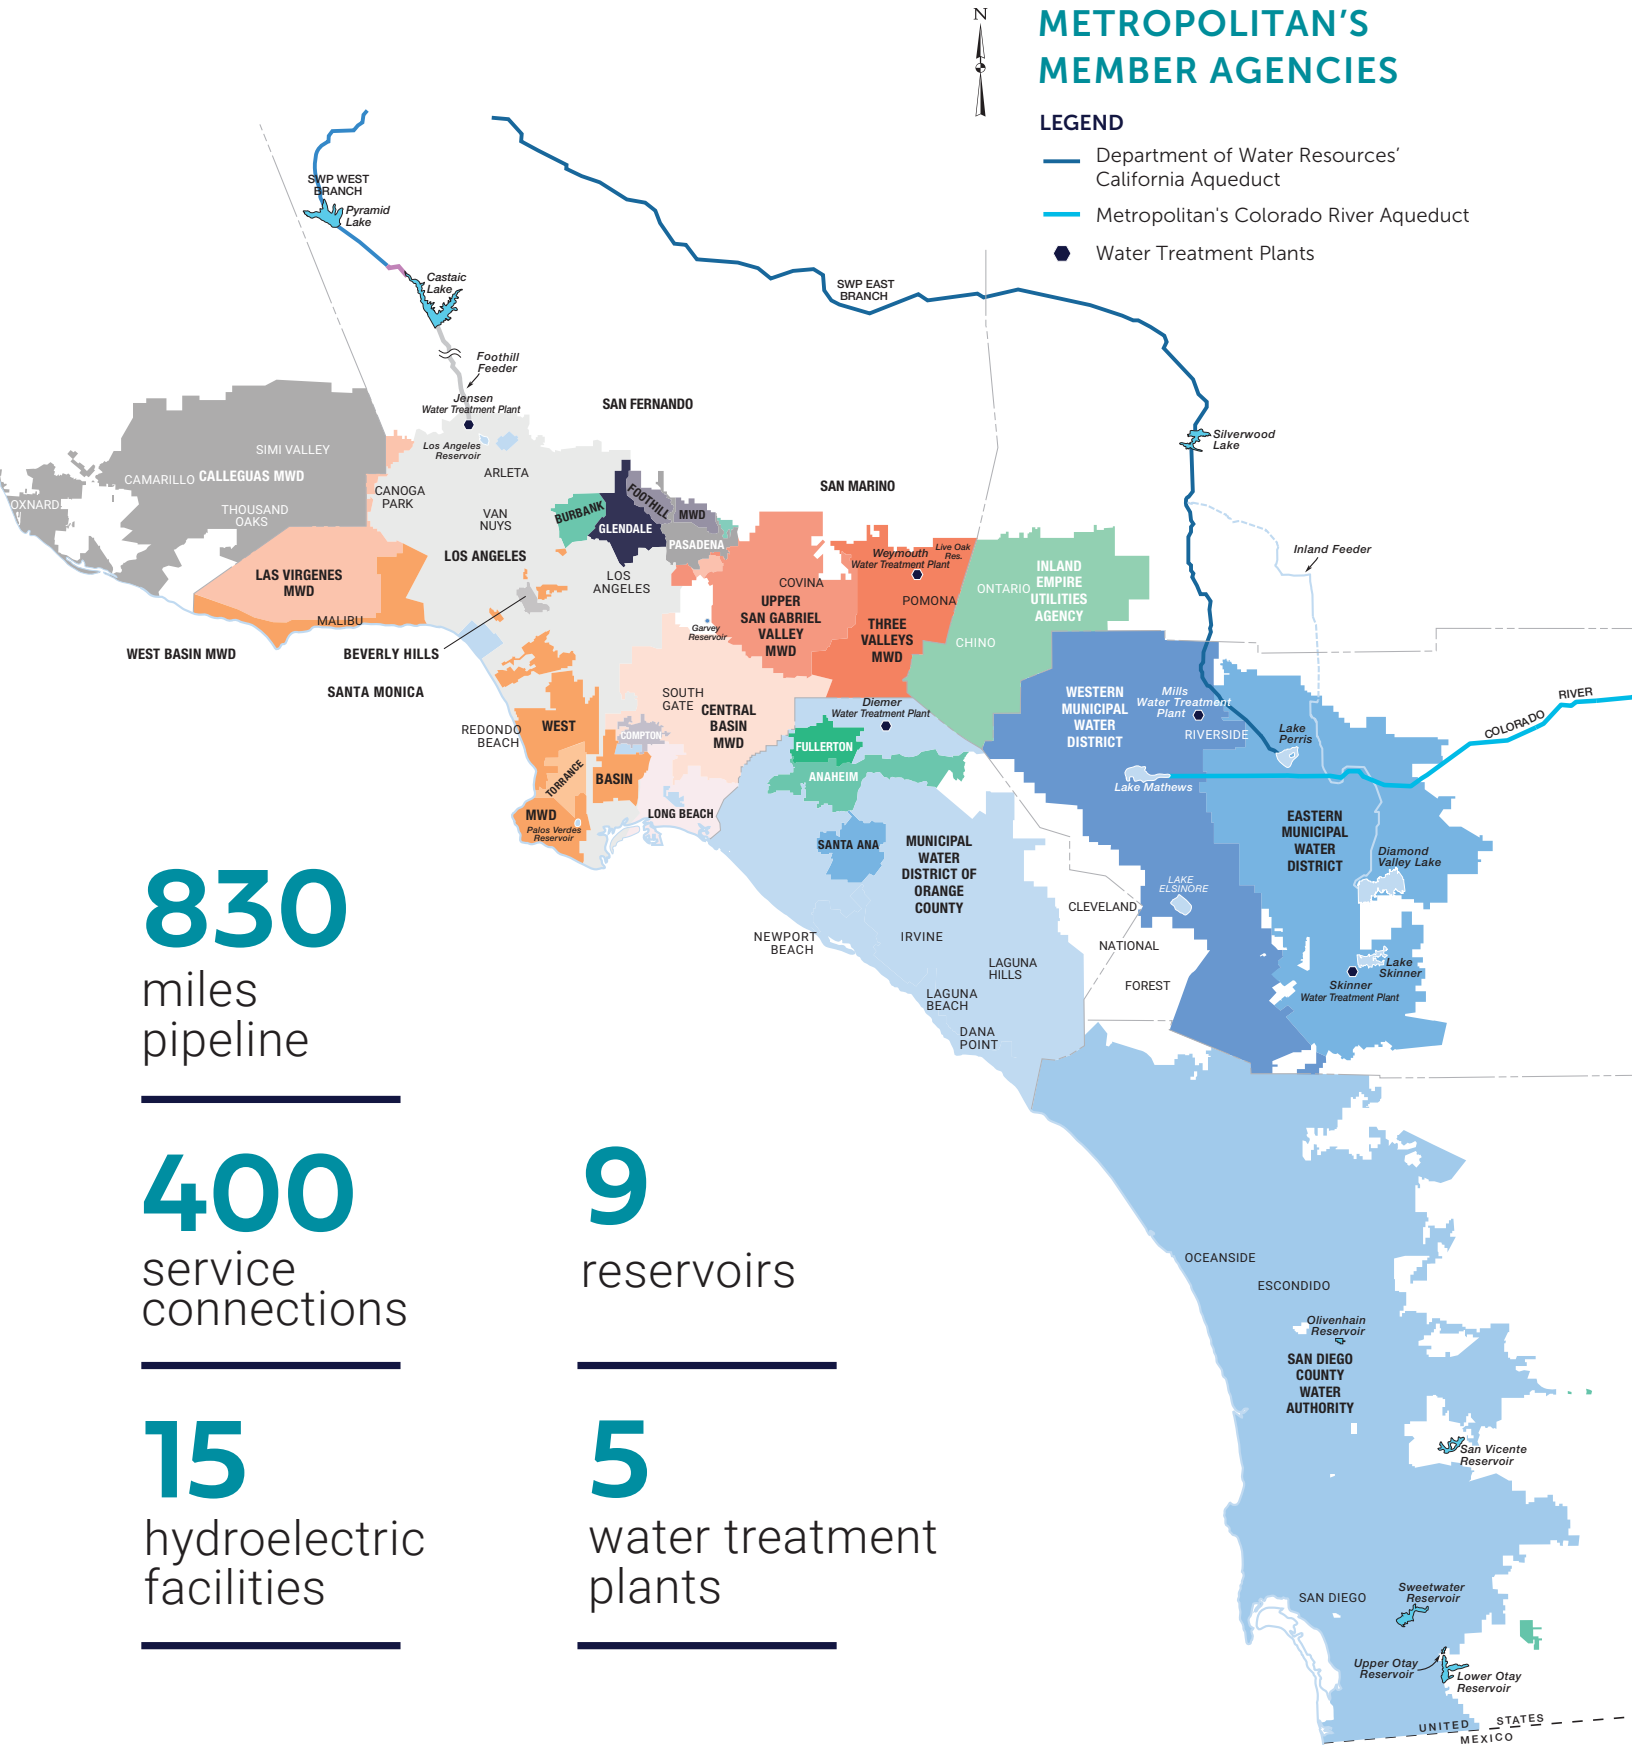 N
METROPOLITAN'S
MEMBER AGENCIES
LEGEND
Department of Water Resources'
California Aqueduct
Metropolitan's Colorado River Aqueduct
Water Treatment Plants
SWP WEST
BRANCH
Pyramid
Lake
Castaic
Lake
SWP EAST
BRANCH
Foothill
Feeder
Jensen
Water Treatment Plant
SAN FERNANDO
Los Angeles
Reservoir
Silverwood
Lake
SIMI VALLEY
CAMARILLO
CALLEGUAS MWD
OXNARD
THOUSAND
OAKS
CANOGA
PARK
ARLETA
VAN
NUYS
LOS ANGELES
SAN MARINO
BURBANK
GLENDALE
FOOTHILL
MWD
PASADENA
LOS
ANGELES
LAS VIRGENES
MWD
MALIBU
WEST BASIN MWD
BEVERLY HILLS
SANTA MONICA
Garvey
Reservoir
COVINA
UPPER
SAN GABRIEL
VALLEY
MWD
Weymouth
Water Treatment Plant
Live Oak
Res.
POMONA
THREE
VALLEYS
MWD
ONTARIO
INLAND
EMPIRE
UTILITIES
AGENCY
CHINO
Inland Feeder
REDONDO
BEACH
WEST
BASIN
MWD
TORRANCE
Palos Verdes
Reservoir
COMPTON
SOUTH
GATE
CENTRAL
BASIN
MWD
LONG BEACH
Diemer
Water Treatment Plant
FULLERTON
ANAHEIM
SANTA ANA
MUNICIPAL
WATER
DISTRICT OF
ORANGE
COUNTY
WESTERN
MUNICIPAL
WATER
DISTRICT
Mills
Water Treatment
Plant
RIVERSIDE
Lake
Perris
Lake Mathews
COLORADO
RIVER
EASTERN
MUNICIPAL
WATER
DISTRICT
Diamond
Valley Lake
LAKE
ELSINORE
CLEVELAND
NATIONAL
FOREST
NEWPORT
BEACH
IRVINE
LAGUNA
HILLS
LAGUNA
BEACH
DANA
POINT
Lake
Skinner
Skinner
Water Treatment Plant
830
miles
pipeline
400
service
connections
9
reservoirs
15
hydroelectric
facilities
5
water treatment
plants
OCEANSIDE
ESCONDIDO
Olivenhain
Reservoir
SAN DIEGO
COUNTY
WATER
AUTHORITY
San Vicente
Reservoir
SAN DIEGO
Sweetwater
Reservoir
Upper Otay
Reservoir
Lower Otay
Reservoir
UNITED STATES
MEXICO